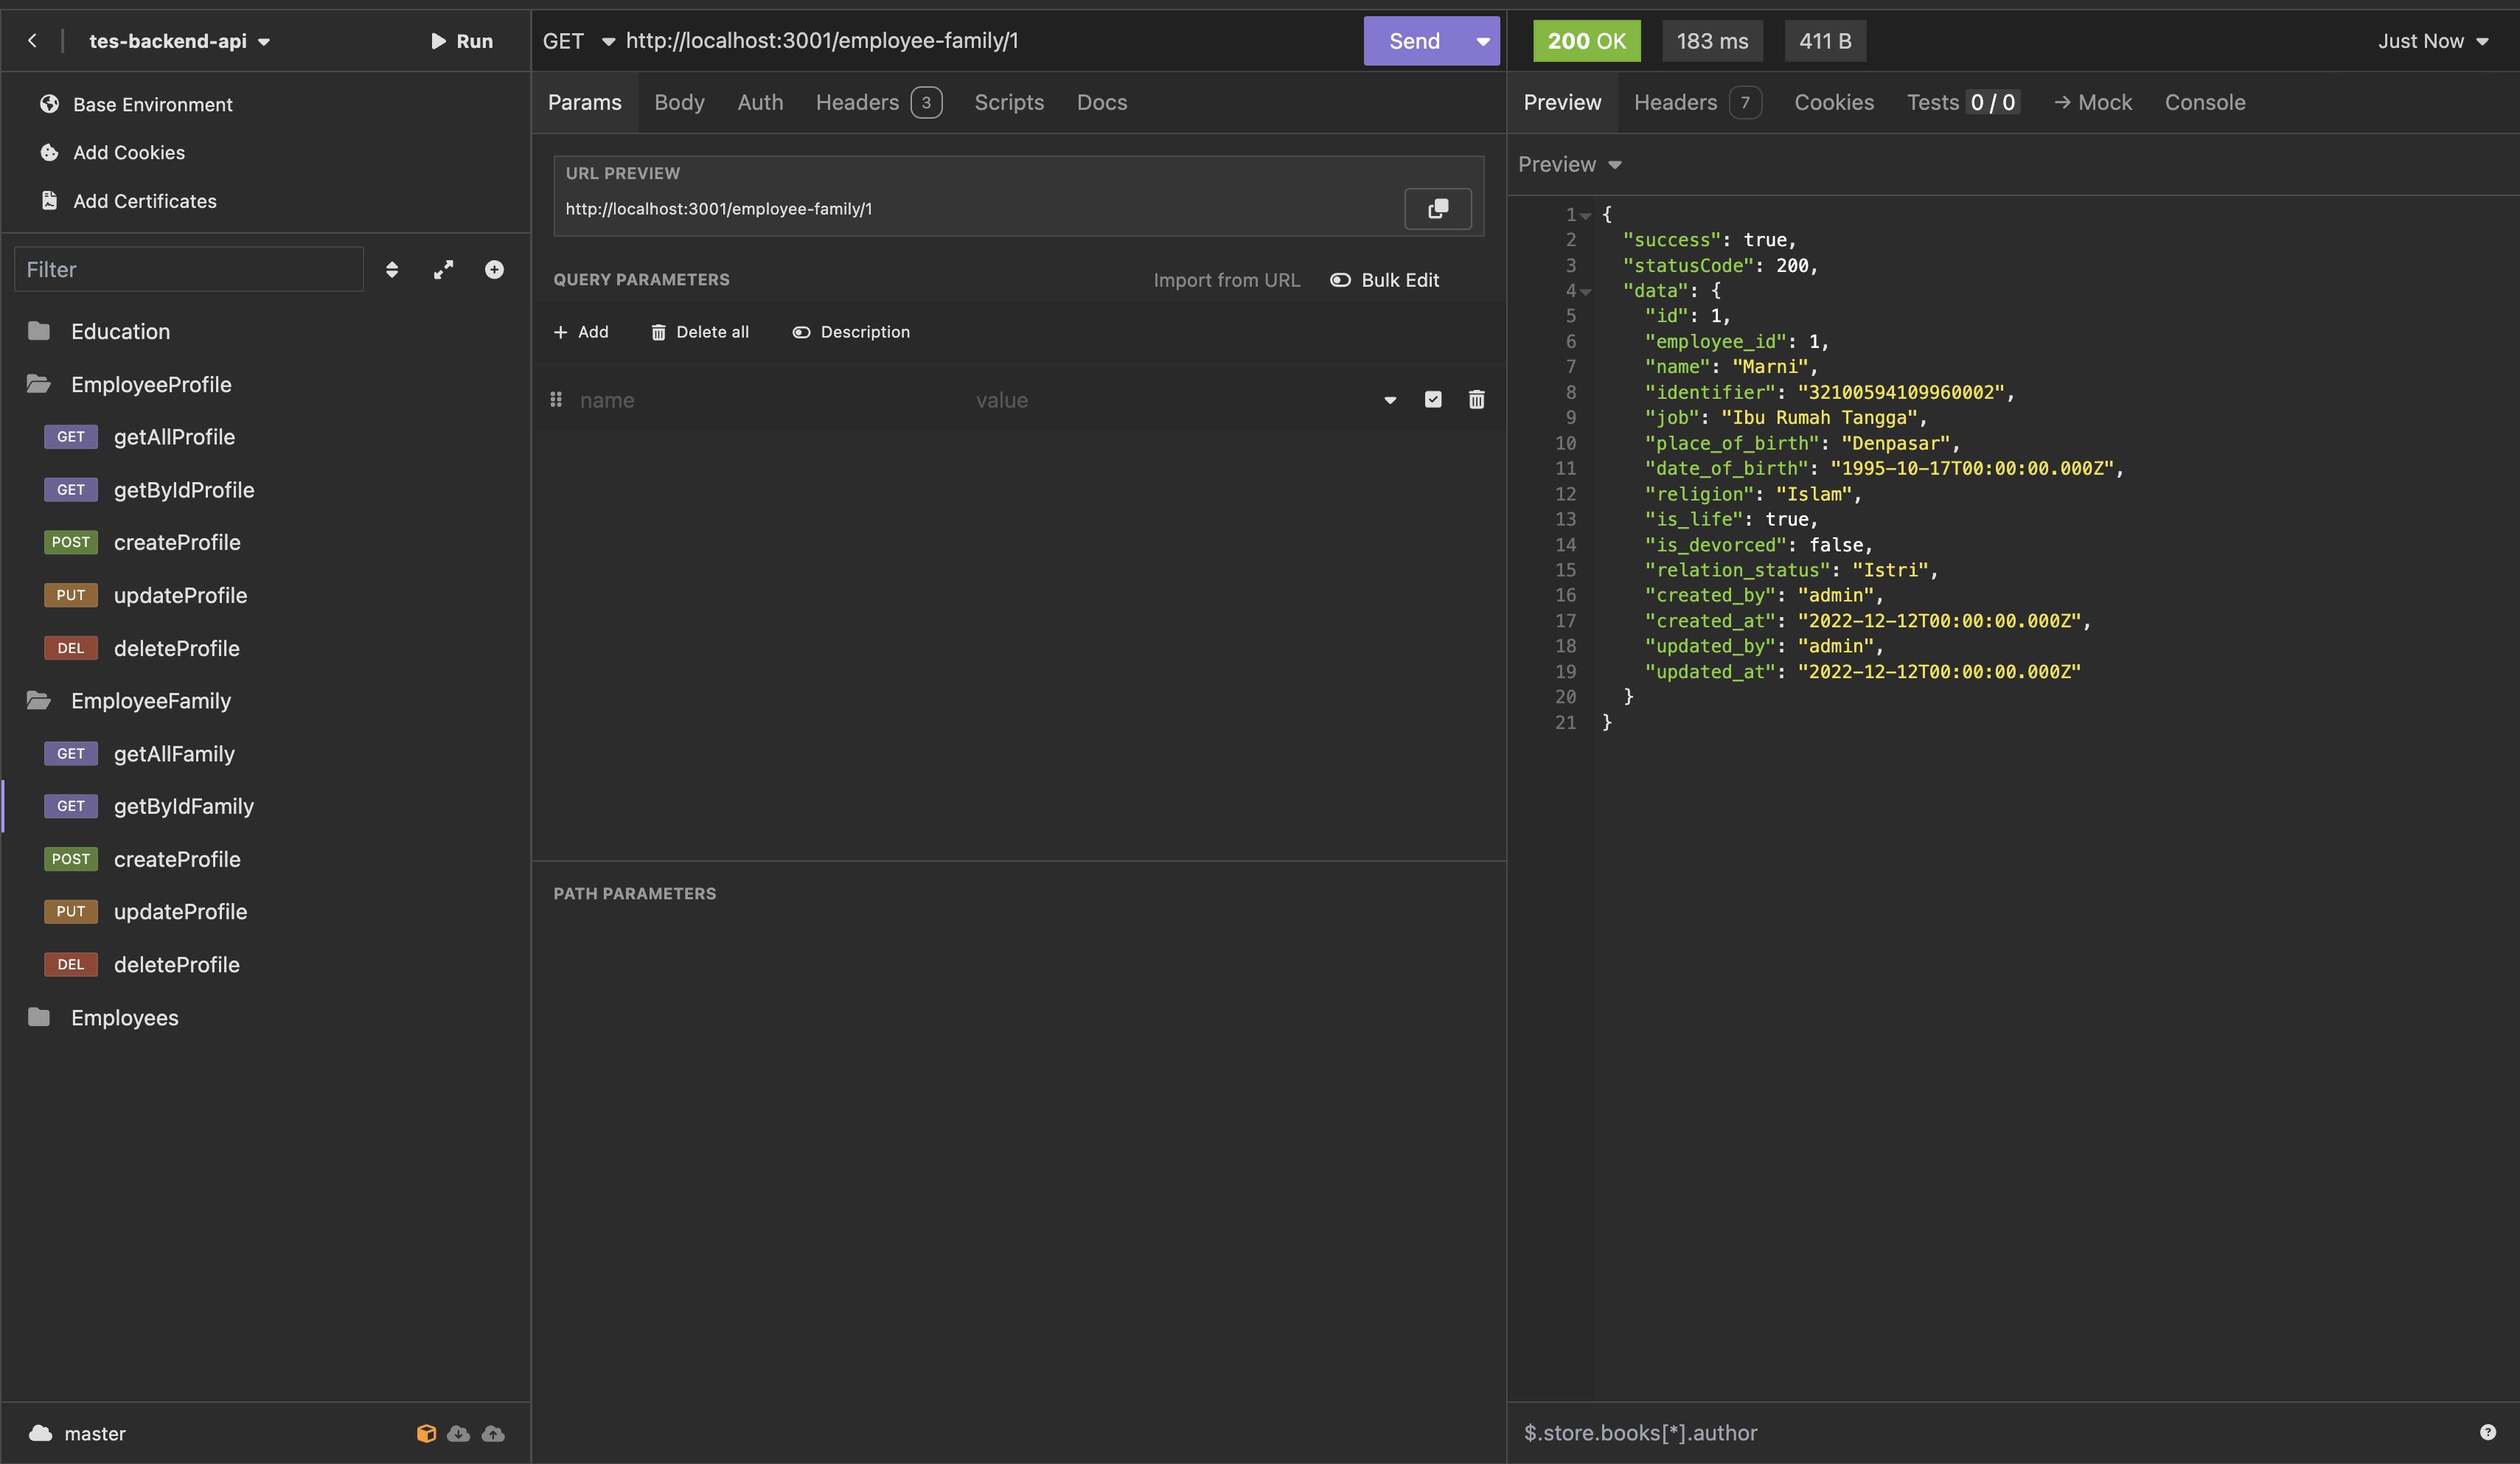 tes-backend-api
Run
Base Environment
Add Cookies
Add Certificates
Filter
Education
EmployeeProfile
GET getAllProfile
GET getByIdProfile
POST createProfile
PUT updateProfile
DEL deleteProfile
EmployeeFamily
GET getAllFamily
GET getByIdFamily
POST createProfile
PUT updateProfile
DEL deleteProfile
Employees
master
GET http://localhost:3001/employee-family/1
Send
Params Body Auth Headers 3 Scripts Docs
URL PREVIEW
http://localhost:3001/employee-family/1
QUERY PARAMETERS Import from URL Bulk Edit
+ Add Delete all Description
name value
PATH PARAMETERS
200 OK 183 ms 411 B Just Now
Preview Headers 7 Cookies Tests 0 / 0 → Mock Console
Preview
1 {
2 "success": true,
3 "statusCode": 200,
4 "data": {
5 "id": 1,
6 "employee_id": 1,
7 "name": "Marni",
8 "identifier": "32100594109960002",
9 "job": "Ibu Rumah Tangga",
10 "place_of_birth": "Denpasar",
11 "date_of_birth": "1995-10-17T00:00:00.000Z",
12 "religion": "Islam",
13 "is_life": true,
14 "is_devorced": false,
15 "relation_status": "Istri",
16 "created_by": "admin",
17 "created_at": "2022-12-12T00:00:00.000Z",
18 "updated_by": "admin",
19 "updated_at": "2022-12-12T00:00:00.000Z"
20 }
21 }
$.store.books[*].author
?